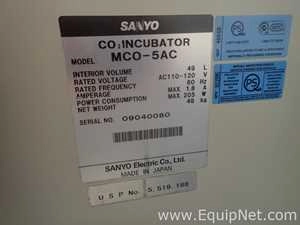 SANYO
CO₂ INCUBATOR
MODEL MCO-5AC
INTERIOR VOLUME 49 L
RATED VOLTAGE AC110-120 V
RATED FREQUENCY 60 Hz
AMPERAGE MAX 1.8 A
POWER CONSUMPTION MAX 205 W
NET WEIGHT 48 kg
SERIAL NO. 09040080
SANYO Electric Co., Ltd.
MADE IN JAPAN
U S P No. 5,519,188
www.EquipNet.com